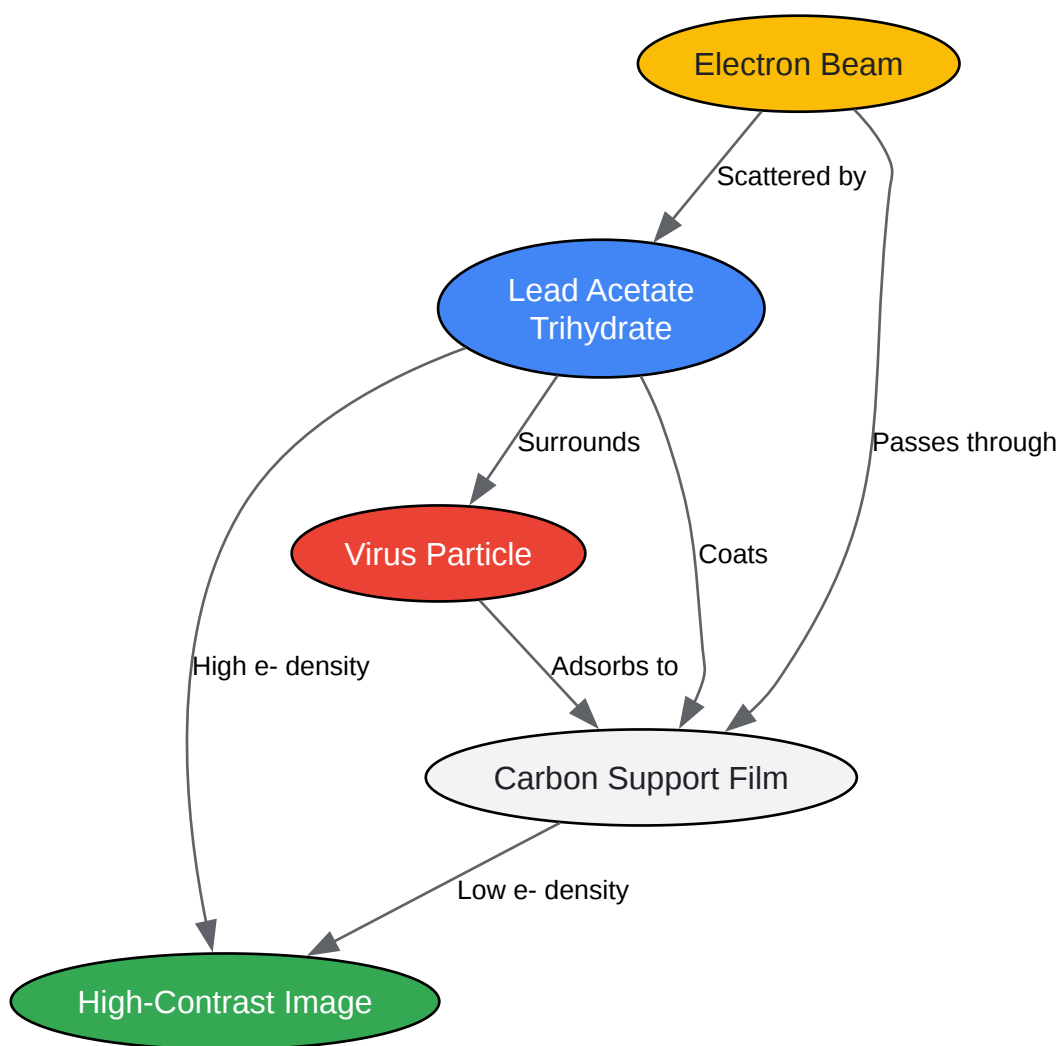 Electron Beam
Scattered by
Lead Acetate
Trihydrate
Surrounds
Passes through
Virus Particle
Coats
High e- density
Adsorbs to
Carbon Support Film
Low e- density
High-Contrast Image